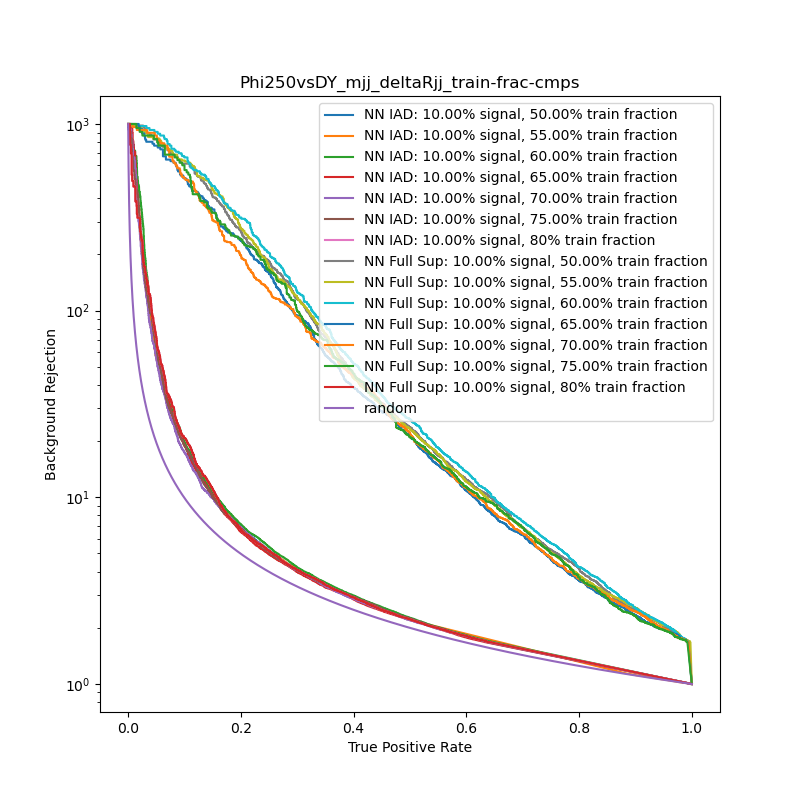 Phi250vsDY_mjj_deltaRjj_train-frac-cmps
NN IAD: 10.00% signal, 50.00% train fraction
NN IAD: 10.00% signal, 55.00% train fraction
NN IAD: 10.00% signal, 60.00% train fraction
NN IAD: 10.00% signal, 65.00% train fraction
NN IAD: 10.00% signal, 70.00% train fraction
NN IAD: 10.00% signal, 75.00% train fraction
NN IAD: 10.00% signal, 80% train fraction
NN Full Sup: 10.00% signal, 50.00% train fraction
NN Full Sup: 10.00% signal, 55.00% train fraction
NN Full Sup: 10.00% signal, 60.00% train fraction
NN Full Sup: 10.00% signal, 65.00% train fraction
NN Full Sup: 10.00% signal, 70.00% train fraction
NN Full Sup: 10.00% signal, 75.00% train fraction
NN Full Sup: 10.00% signal, 80% train fraction
random
Background Rejection
10³
10²
10¹
10⁰
0.0 0.2 0.4 0.6 0.8 1.0
True Positive Rate